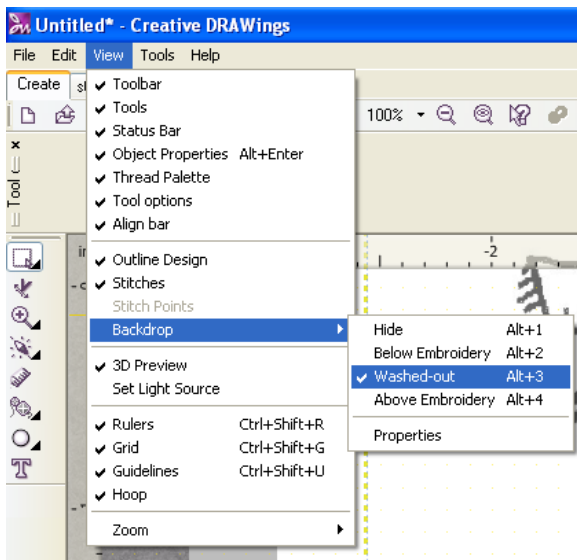 Untitled* - Creative DRAWings
File Edit View Tools Help
Create
100%
Tool
Toolbar
Tools
Status Bar
Object Properties Alt+Enter
Thread Palette
Tool options
Align bar
Outline Design
Stitches
Stitch Points
Backdrop
3D Preview
Set Light Source
Rulers Ctrl+Shift+R
Grid Ctrl+Shift+G
Guidelines Ctrl+Shift+U
Hoop
Zoom
-2
Hide Alt+1
Below Embroidery Alt+2
Washed-out Alt+3
Above Embroidery Alt+4
Properties